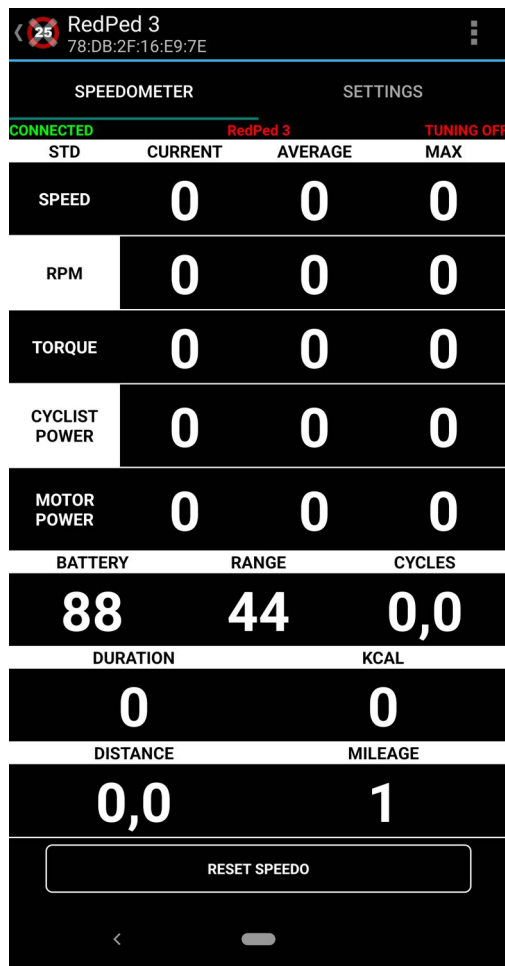 25
RedPed 3
78:DB:2F:16:E9:7E
SPEEDOMETER SETTINGS
CONNECTED RedPed 3 TUNING OFF
STD CURRENT AVERAGE MAX
SPEED 0 0 0
RPM 0 0 0
TORQUE 0 0 0
CYCLIST
POWER 0 0 0
MOTOR
POWER 0 0 0
BATTERY RANGE CYCLES
88 44 0,0
DURATION KCAL
0 0
DISTANCE MILEAGE
0,0 1
RESET SPEEDO